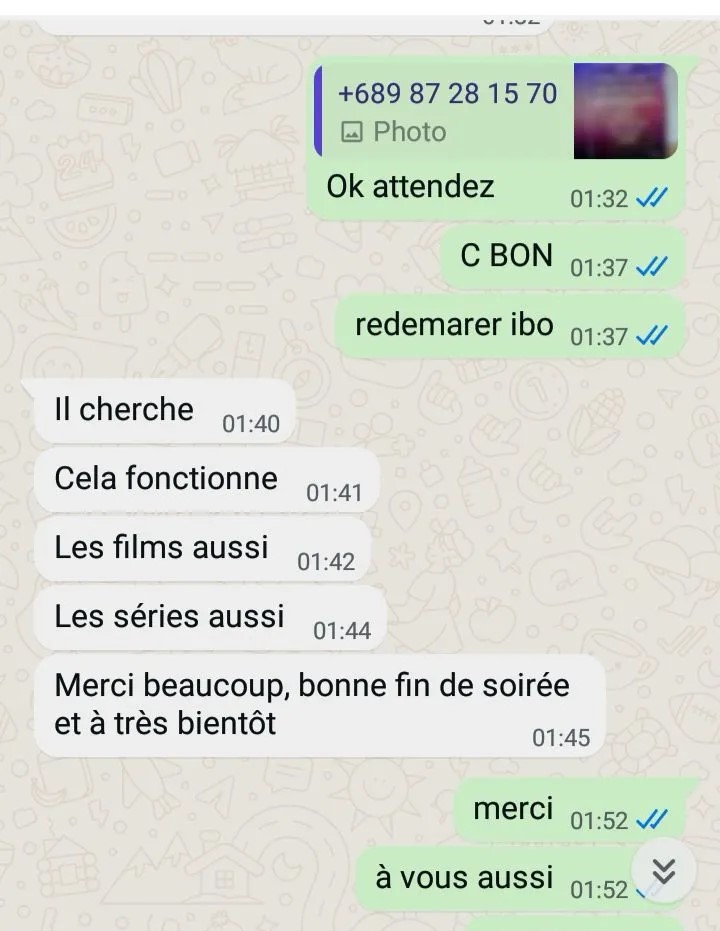 +689 87 28 15 70
Photo
Ok attendez 01:32
C BON 01:37
redemarer ibo 01:37
Il cherche 01:40
Cela fonctionne 01:41
Les films aussi 01:42
Les séries aussi 01:44
Merci beaucoup, bonne fin de soirée
et à très bientôt
01:45
merci 01:52
à vous aussi 01:52